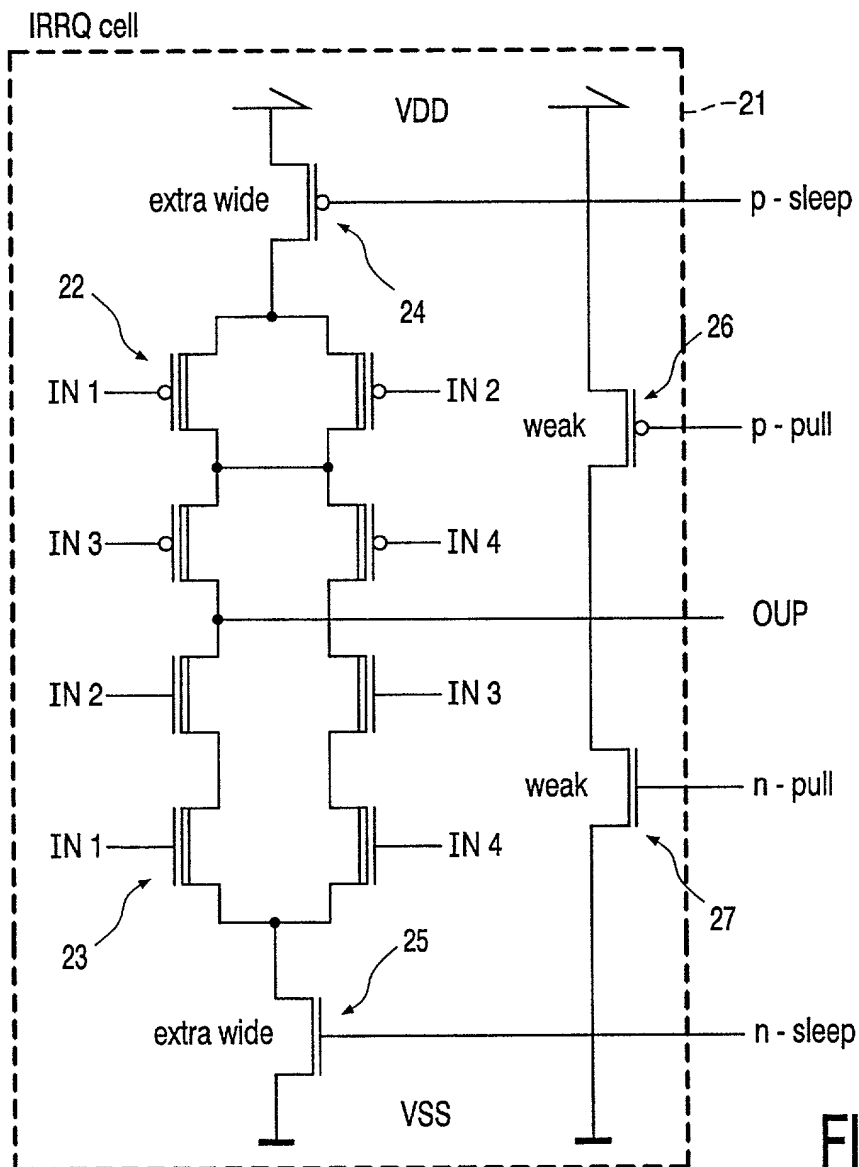 IRRQ cell
VDD
21
extra wide
p - sleep
22
24
26
IN 1
IN 2
weak
p - pull
IN 3
IN 4
OUP
IN 2
IN 3
weak
n - pull
IN 1
IN 4
23
25
27
extra wide
n - sleep
VSS